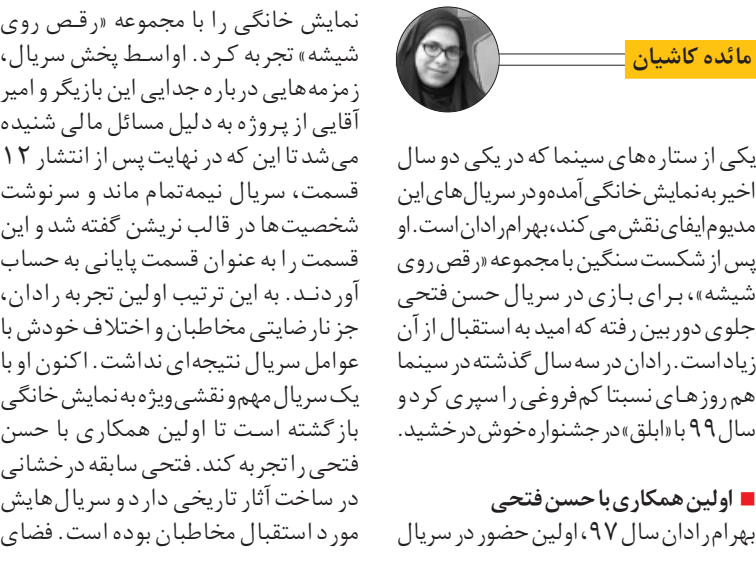 مائده کاشیان
یکی از ستاره‌های سینما که در یکی دو سال
اخیر به نمایش خانگی آمده و در سریال‌های این
مدیوم ایفای نقش می‌کند، بهرام رادان است. او
پس از شکست سنگین با مجموعه «رقص روی
شیشه»، برای بازی در سریال حسن فتحی
جلوی دوربین رفته که امید به استقبال از آن
زیاد است. رادان در سه سال گذشته در سینما
هم روزهای نسبتا کم‌فروغی را سپری کرد و
سال ۹۹ با «ابلق» در جشنواره خوش درخشید.
اولین همکاری با حسن فتحی
بهرام رادان سال ۹۷، اولین حضور در سریال
نمایش خانگی را با مجموعه «رقص روی
شیشه» تجربه کرد. اواسط پخش سریال،
زمزمه‌هایی درباره جدایی این بازیگر و امیر
آقایی از پروژه به دلیل مسائل مالی شنیده
می‌شد تا این که در نهایت پس از انتشار ۱۲
قسمت، سریال نیمه‌تمام ماند و سرنوشت
شخصیت‌ها در قالب نریشن گفته شد و این
قسمت را به عنوان قسمت پایانی به حساب
آوردند. به این ترتیب اولین تجربه رادان،
جز نارضایتی مخاطبان و اختلاف خودش با
عوامل سریال نتیجه‌ای نداشت. اکنون او با
یک سریال مهم و نقشی ویژه به نمایش خانگی
بازگشته است تا اولین همکاری با حسن
فتحی را تجربه کند. فتحی سابقه درخشانی
در ساخت آثار تاریخی دارد و سریال‌هایش
مورد استقبال مخاطبان بوده است. فضای